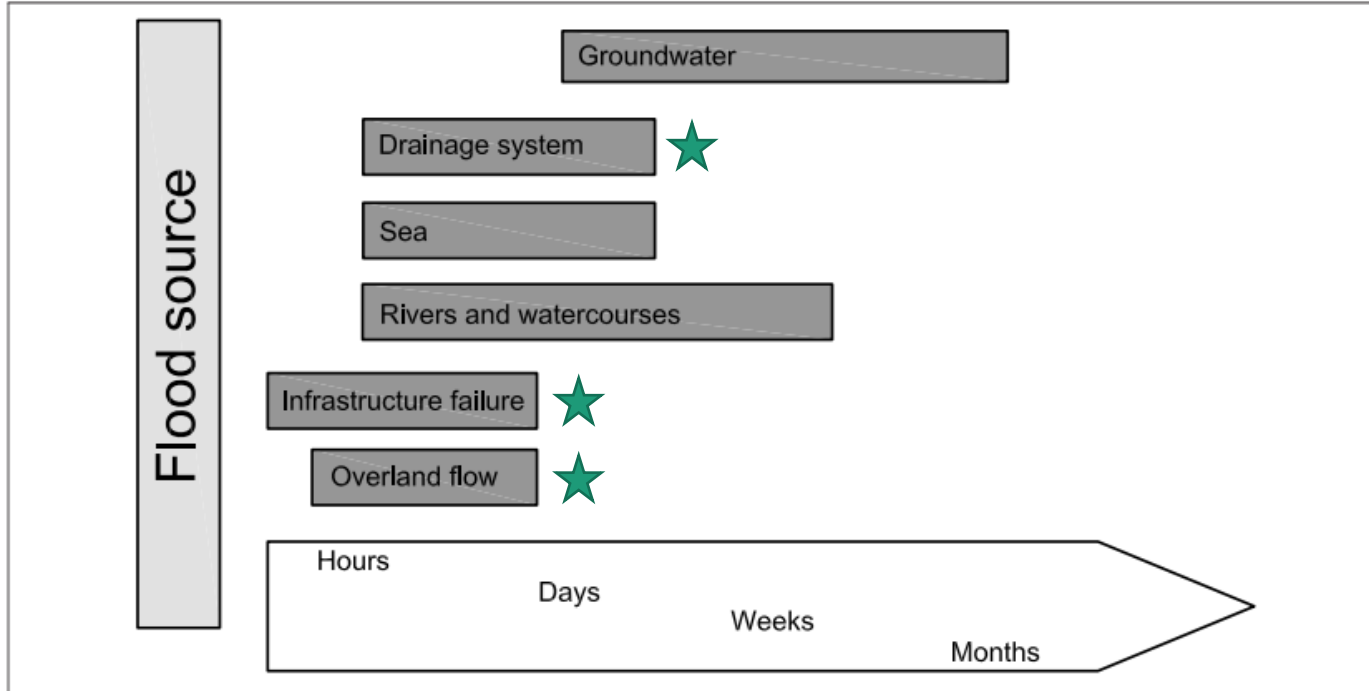 Flood source
Groundwater
Drainage system
Sea
Rivers and watercourses
Infrastructure failure
Overland flow
Hours
Days
Weeks
Months